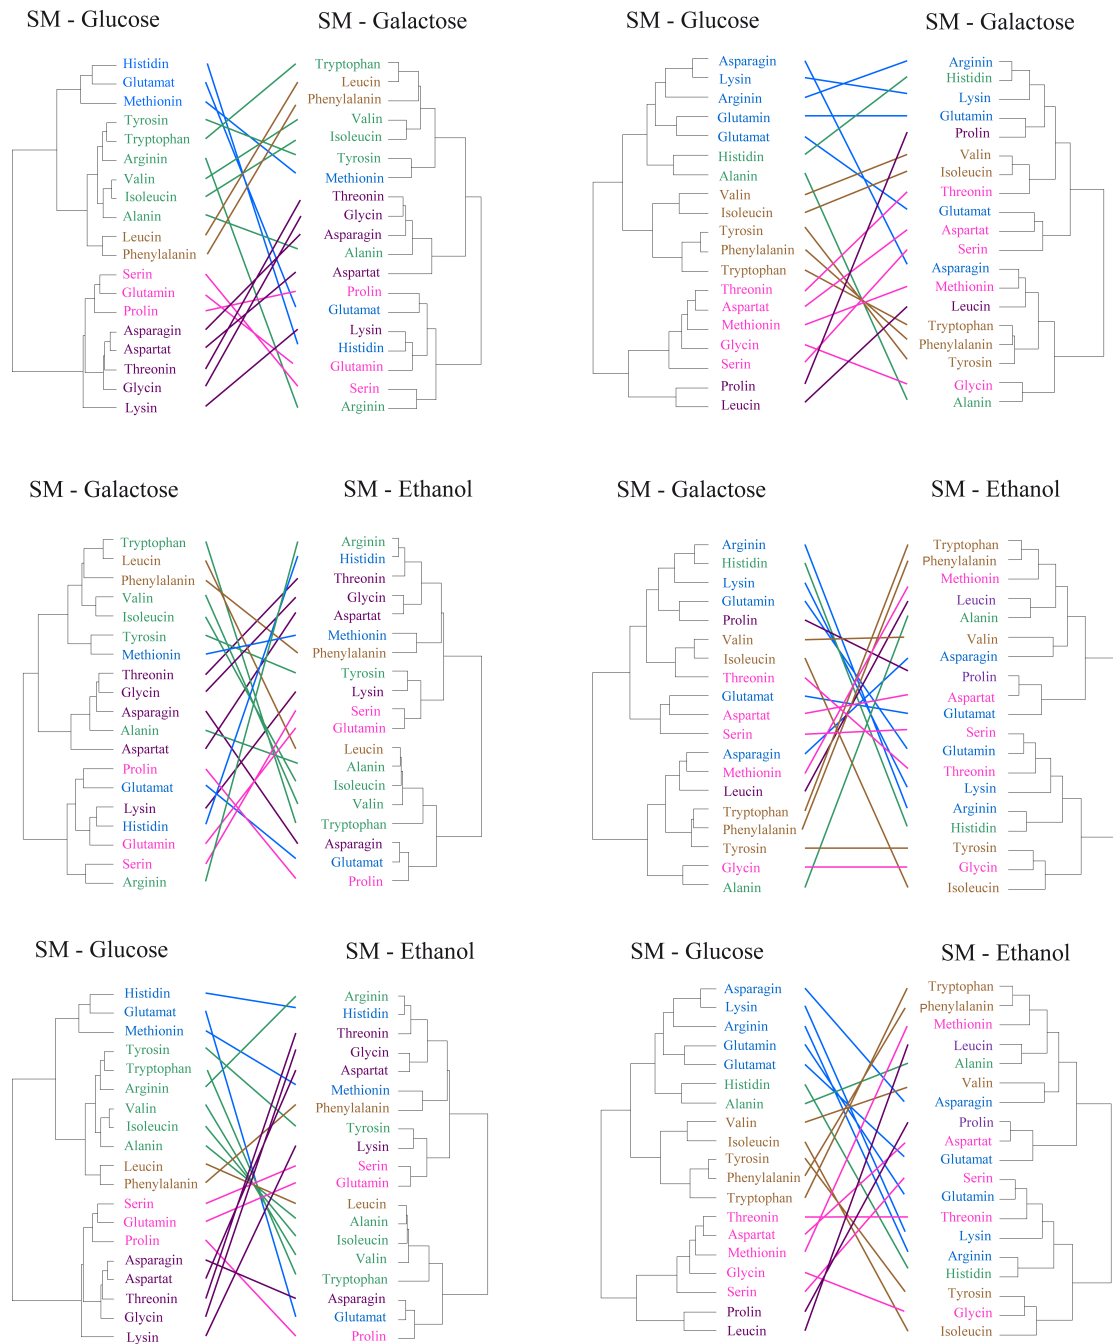 SM - Glucose
SM - Galactose
Histidin
Glutamat
Methionin
Tyrosin
Tryptophan
Arginin
Valin
Isoleucin
Alanin
Leucin
Phenylalanin
Serin
Glutamin
Prolin
Asparagin
Aspartat
Threonin
Glycin
Lysin
Tryptophan
Leucin
Phenylalanin
Valin
Isoleucin
Tyrosin
Methionin
Threonin
Glycin
Asparagin
Alanin
Aspartat
Prolin
Glutamat
Lysin
Histidin
Glutamin
Serin
Arginin
SM - Glucose
SM - Galactose
Asparagin
Lysin
Arginin
Glutamin
Glutamat
Histidin
Alanin
Valin
Isoleucin
Tyrosin
Phenylalanin
Tryptophan
Threonin
Aspartat
Methionin
Glycin
Serin
Prolin
Leucin
Arginin
Histidin
Lysin
Glutamin
Prolin
Valin
Isoleucin
Threonin
Glutamat
Aspartat
Serin
Asparagin
Methionin
Leucin
Tryptophan
Phenylalanin
Tyrosin
Glycin
Alanin
SM - Galactose
SM - Ethanol
Tryptophan
Leucin
Phenylalanin
Valin
Isoleucin
Tyrosin
Methionin
Threonin
Glycin
Asparagin
Alanin
Aspartat
Prolin
Glutamat
Lysin
Histidin
Glutamin
Serin
Arginin
Arginin
Histidin
Threonin
Glycin
Aspartat
Methionin
Phenylalanin
Tyrosin
Lysin
Serin
Glutamin
Leucin
Alanin
Isoleucin
Valin
Tryptophan
Asparagin
Glutamat
Prolin
SM - Galactose
SM - Ethanol
Arginin
Histidin
Lysin
Glutamin
Prolin
Valin
Isoleucin
Threonin
Glutamat
Aspartat
Serin
Asparagin
Methionin
Leucin
Tryptophan
Phenylalanin
Tyrosin
Glycin
Alanin
Tryptophan
Phenylalanin
Methionin
Leucin
Alanin
Valin
Asparagin
Prolin
Aspartat
Glutamat
Serin
Glutamin
Threonin
Lysin
Arginin
Histidin
Tyrosin
Glycin
Isoleucin
SM - Glucose
SM - Ethanol
Histidin
Glutamat
Methionin
Tyrosin
Tryptophan
Arginin
Valin
Isoleucin
Alanin
Leucin
Phenylalanin
Serin
Glutamin
Prolin
Asparagin
Aspartat
Threonin
Glycin
Lysin
Arginin
Histidin
Threonin
Glycin
Aspartat
Methionin
Phenylalanin
Tyrosin
Lysin
Serin
Glutamin
Leucin
Alanin
Isoleucin
Valin
Tryptophan
Asparagin
Glutamat
Prolin
SM - Glucose
SM - Ethanol
Asparagin
Lysin
Arginin
Glutamin
Glutamat
Histidin
Alanin
Valin
Isoleucin
Tyrosin
Phenylalanin
Tryptophan
Threonin
Aspartat
Methionin
Glycin
Serin
Prolin
Leucin
Tryptophan
Phenylalanin
Methionin
Leucin
Alanin
Valin
Asparagin
Prolin
Aspartat
Glutamat
Serin
Glutamin
Threonin
Lysin
Arginin
Histidin
Tyrosin
Glycin
Isoleucin